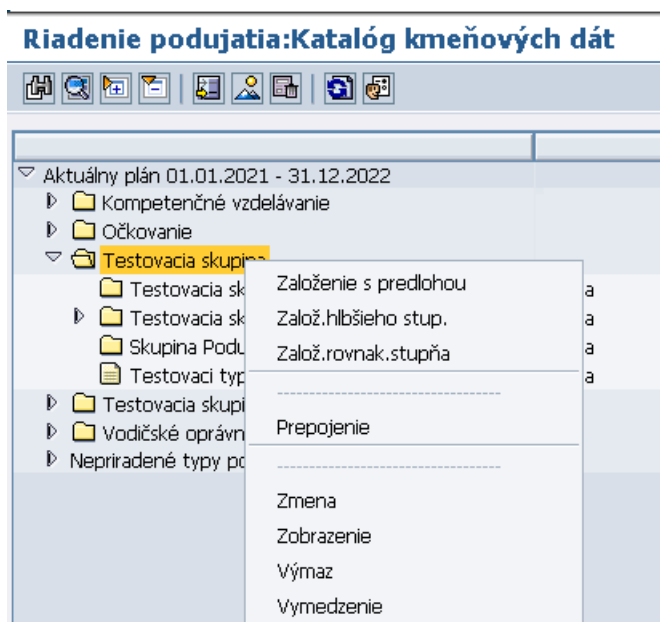 Riadenie podujatia:Katalóg kmeňových dát
Aktuálny plán 01.01.2021 - 31.12.2022
Kompetenčné vzdelávanie
Očkovanie
Testovacia skupina
Testovacia sk
a
Testovacia sk
a
Skupina Podu
a
Testovaci typ
a
Testovacia skupi
Vodičské oprávn
Nepriradené typy po
Založenie s predlohou
Založ.hlbšieho stup.
Založ.rovnak.stupňa
Prepojenie
Zmena
Zobrazenie
Výmaz
Vymedzenie